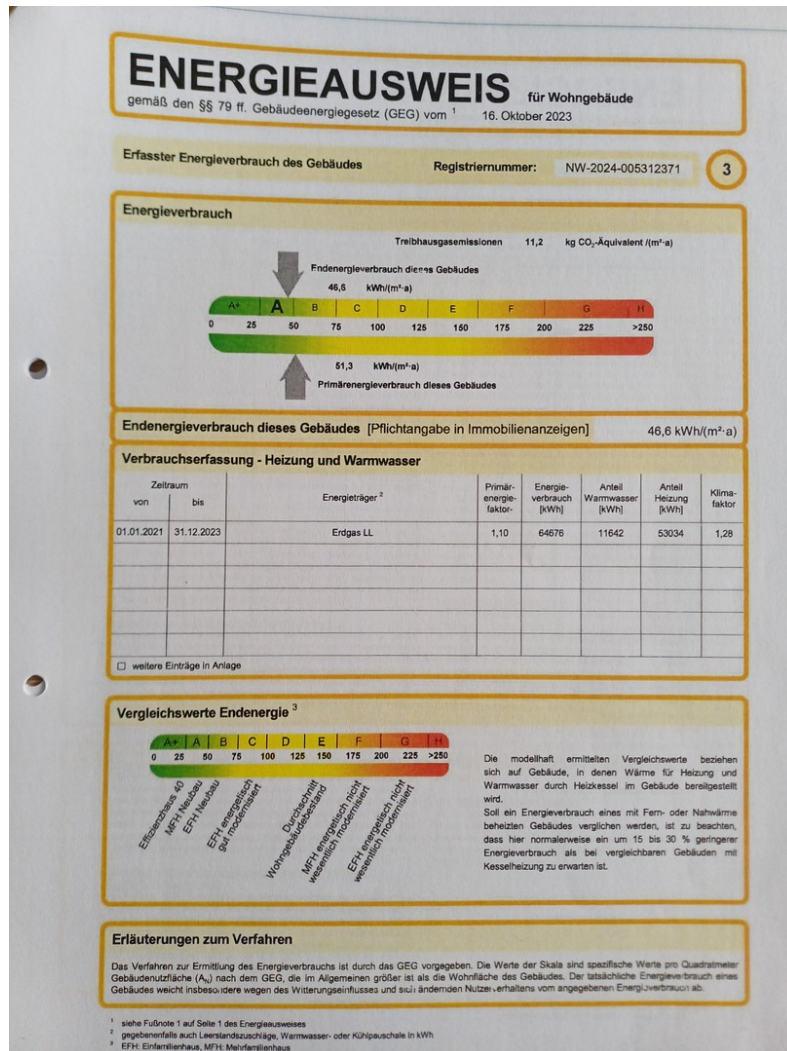 ENERGIEAUSWEIS für Wohngebäude
gemäß den §§ 79 ff. Gebäudeenergiegesetz (GEG) vom ¹ 16. Oktober 2023
Erfasster Energieverbrauch des Gebäudes Registriernummer: NW-2024-005312371 3
Energieverbrauch
Treibhausgasemissionen 11,2 kg CO₂-Äquivalent /(m²·a)
Endenergieverbrauch dieses Gebäudes
46,6 kWh/(m²·a)
A+ A B C D E F G H
0 25 50 75 100 125 150 175 200 225 >250
51,3 kWh/(m²·a)
Primärenergieverbrauch dieses Gebäudes
Endenergieverbrauch dieses Gebäudes [Pflichtangabe in Immobilienanzeigen] 46,6 kWh/(m²·a)
Verbrauchserfassung - Heizung und Warmwasser
Zeitraum
von bis
Energieträger ²
Primär-
energie-
faktor-
Energie-
verbrauch
[kWh]
Anteil
Warmwasser
[kWh]
Anteil
Heizung
[kWh]
Klima-
faktor
01.01.2021 31.12.2023 Erdgas LL 1,10 64676 11642 53034 1,28
☐ weitere Einträge in Anlage
Vergleichswerte Endenergie ³
A+ A B C D E F G H
0 25 50 75 100 125 150 175 200 225 >250
Effizienzhaus 40
MFH Neubau
EFH Neubau
EFH energetisch
gut modernisiert
Durchschnitt
Wohngebäudebestand
MFH energetisch nicht
wesentlich modernisiert
EFH energetisch nicht
wesentlich modernisiert
Die modellhaft ermittelten Vergleichswerte beziehen
sich auf Gebäude, in denen Wärme für Heizung und
Warmwasser durch Heizkessel im Gebäude bereitgestellt
wird.
Soll ein Energieverbrauch eines mit Fern- oder Nahwärme
beheizten Gebäudes verglichen werden, ist zu beachten,
dass hier normalerweise ein um 15 bis 30 % geringerer
Energieverbrauch als bei vergleichbaren Gebäuden mit
Kesselheizung zu erwarten ist.
Erläuterungen zum Verfahren
Das Verfahren zur Ermittlung des Energieverbrauchs ist durch das GEG vorgegeben. Die Werte der Skala sind spezifische Werte pro Quadratmeter
Gebäudenutzfläche (Aₙ) nach dem GEG, die im Allgemeinen größer ist als die Wohnfläche des Gebäudes. Der tatsächliche Energieverbrauch eines
Gebäudes weicht insbesondere wegen des Witterungseinflusses und sich ändernden Nutzerverhaltens vom angegebenen Energieverbrauch ab.
¹ siehe Fußnote 1 auf Seite 1 des Energieausweises
² gegebenenfalls auch Leerstandszuschläge, Warmwasser- oder Kühlpauschale in kWh
³ EFH: Einfamilienhaus, MFH: Mehrfamilienhaus